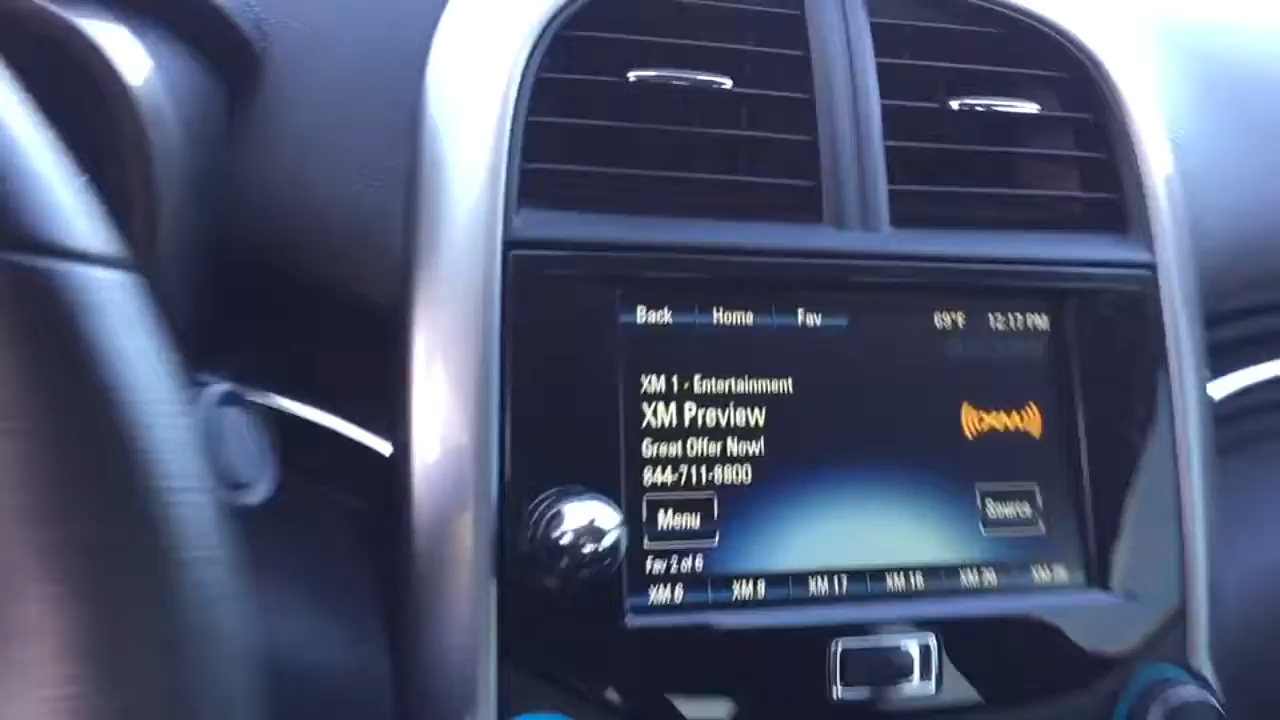 Back Home Fav 69°F 12:17 PM
XM 1 - Entertainment
XM Preview
Great Offer Now!
844-711-8800
XM
Menu
Source
Fav 2 of 6
XM 6 XM 8 XM 17 XM 18 XM 20